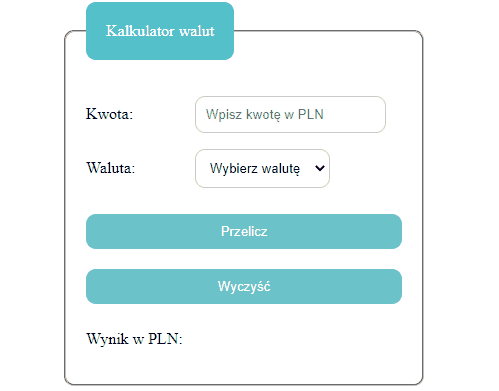 Kalkulator walut
Kwota: Wpisz kwotę w PLN
Waluta: Wybierz walutę
Przelicz
Wyczyść
Wynik w PLN: